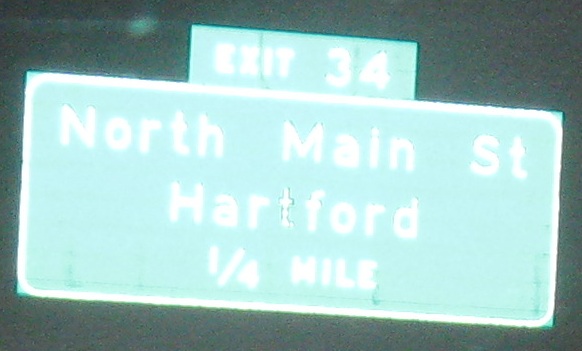 EXIT 34
North Main St
Hartford
1/4 MILE